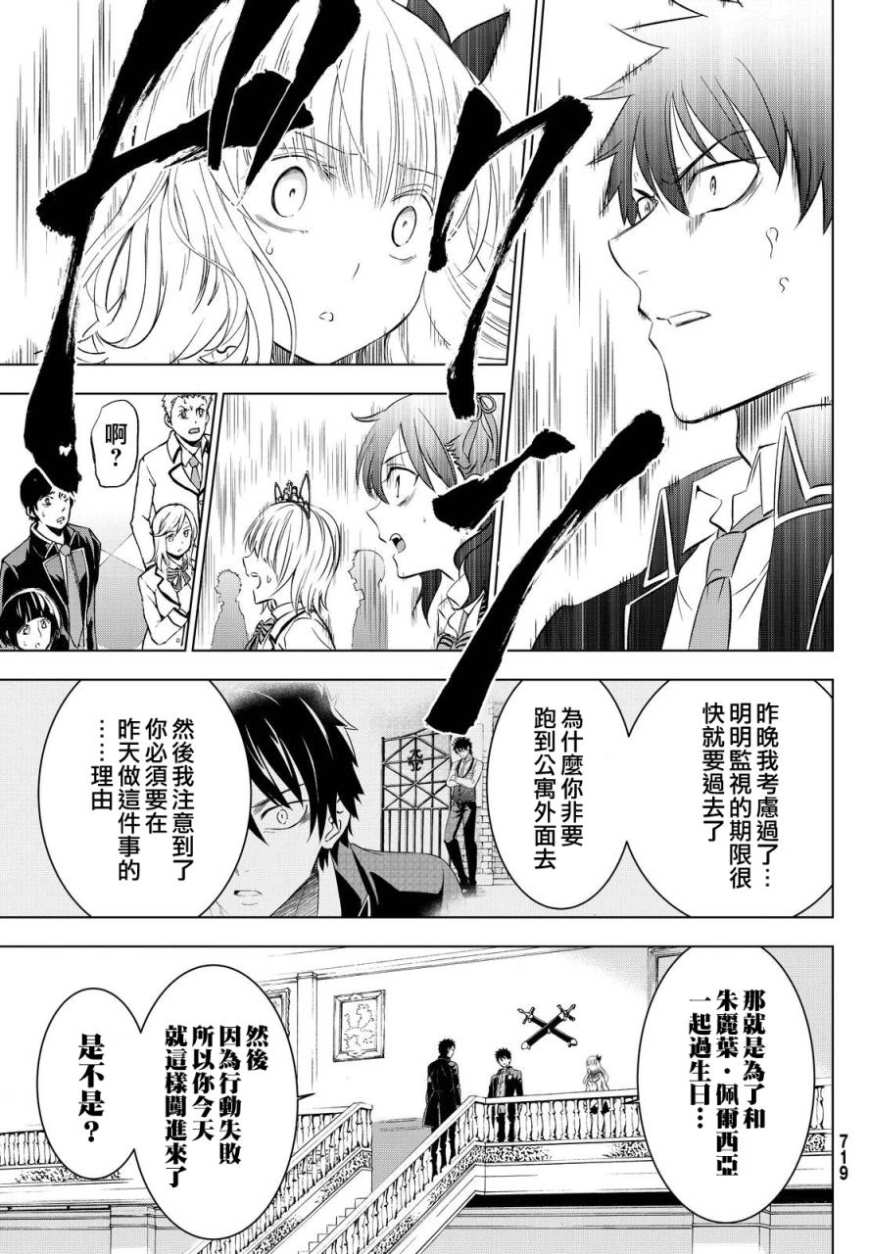 ドクン
啊？
昨晚我考慮過了…
明明監視的期限很
快就要過去了
為什麼你非要
跑到公寓外面去
然後我注意到了
你必須要在
昨天做這件事的
……理由
那就是為了和
朱麗葉·佩爾西亞
一起過生日…
然後
因為行動失敗
所以你今天
就這樣闖進來了
是不是？
719